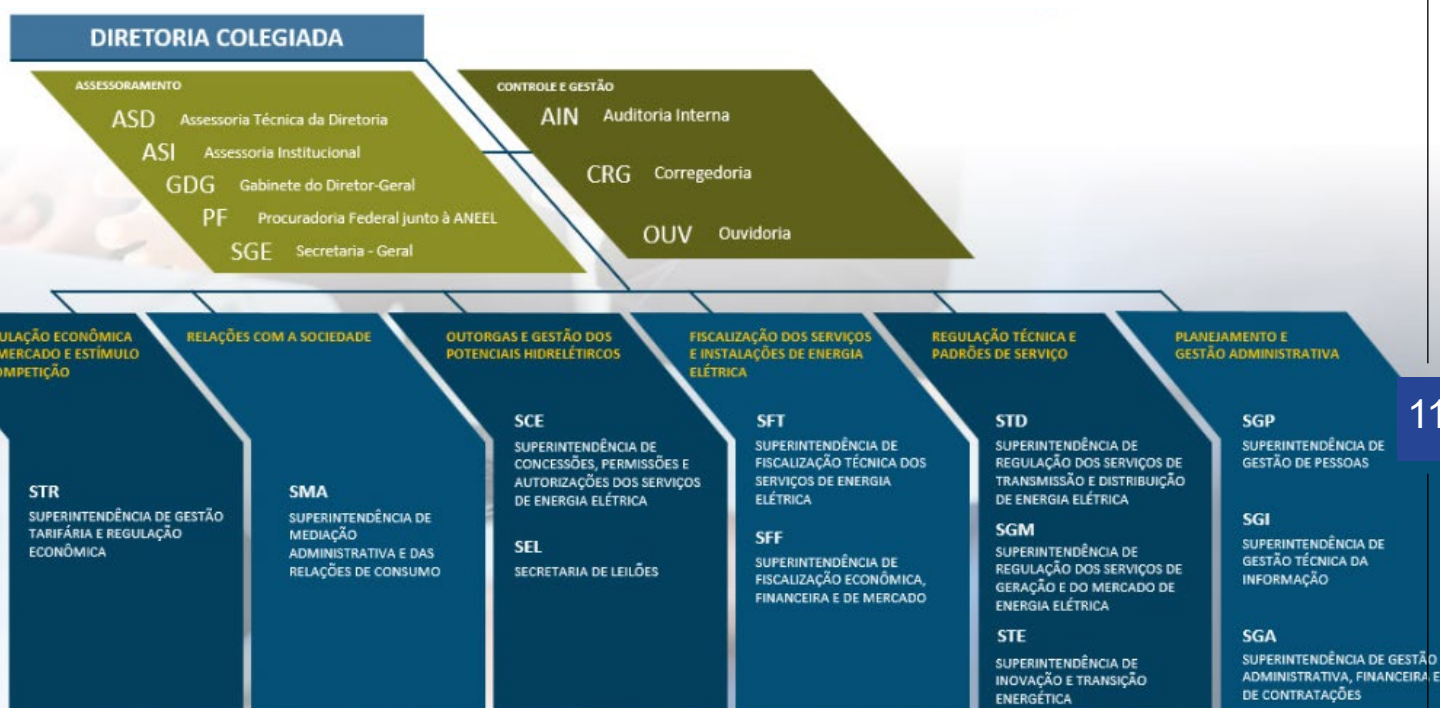 DIRETORIA COLEGIADA
ASSESSORAMENTO
ASD Assessoria Técnica da Diretoria
ASI Assessoria Institucional
GDG Gabinete do Diretor-Geral
PF Procuradoria Federal junto à ANEEL
SGE Secretaria - Geral
CONTROLE E GESTÃO
AIN Auditoria Interna
CRG Corregedoria
OUV Ouvidoria
ULAÇÃO ECONÔMICA
MERCADO E ESTÍMULO
OMPETIÇÃO
STR
SUPERINTENDÊNCIA DE GESTÃO
TARIFÁRIA E REGULAÇÃO
ECONÔMICA
RELAÇÕES COM A SOCIEDADE
SMA
SUPERINTENDÊNCIA DE
MEDIAÇÃO
ADMINISTRATIVA E DAS
RELAÇÕES DE CONSUMO
OUTORGAS E GESTÃO DOS
POTENCIAIS HIDRELÉTIRCOS
SCE
SUPERINTENDÊNCIA DE
CONCESSÕES, PERMISSÕES E
AUTORIZAÇÕES DOS SERVIÇOS
DE ENERGIA ELÉTRICA
SEL
SECRETARIA DE LEILÕES
FISCALIZAÇÃO DOS SERVIÇOS
E INSTALAÇÕES DE ENERGIA
ELÉTRICA
SFT
SUPERINTENDÊNCIA DE
FISCALIZAÇÃO TÉCNICA DOS
SERVIÇOS DE ENERGIA
ELÉTRICA
SFF
SUPERINTENDÊNCIA DE
FISCALIZAÇÃO ECONÔMICA,
FINANCEIRA E DE MERCADO
REGULAÇÃO TÉCNICA E
PADRÕES DE SERVIÇO
STD
SUPERINTENDÊNCIA DE
REGULAÇÃO DOS SERVIÇOS DE
TRANSMISSÃO E DISTRIBUIÇÃO
DE ENERGIA ELÉTRICA
SGM
SUPERINTENDÊNCIA DE
REGULAÇÃO DOS SERVIÇOS DE
GERAÇÃO E DO MERCADO DE
ENERGIA ELÉTRICA
STE
SUPERINTENDÊNCIA DE
INOVAÇÃO E TRANSIÇÃO
ENERGÉTICA
PLANEJAMENTO E
GESTÃO ADMINISTRATIVA
SGP
SUPERINTENDÊNCIA DE
GESTÃO DE PESSOAS
SGI
SUPERINTENDÊNCIA DE
GESTÃO TÉCNICA DA
INFORMAÇÃO
SGA
SUPERINTENDÊNCIA DE GESTÃO
ADMINISTRATIVA, FINANCEIRA E
DE CONTRATAÇÕES
11